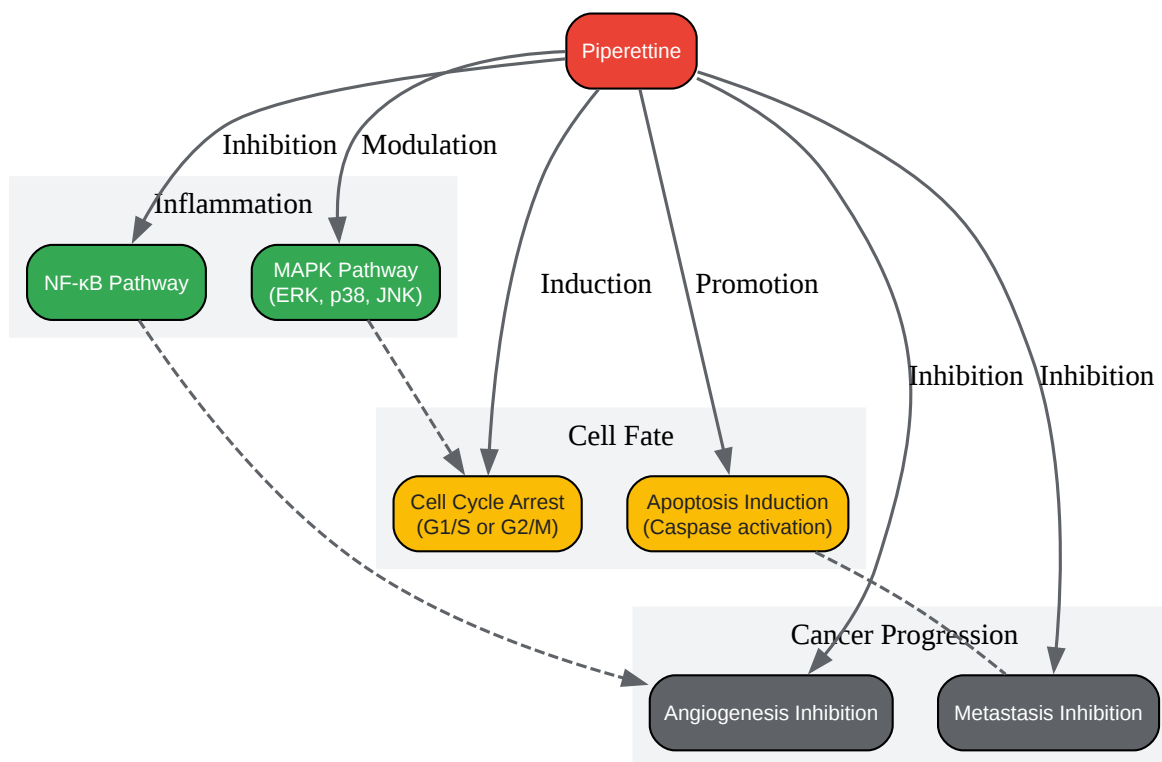 Piperettine
Inhibition
Modulation
Inflammation
NF-κB Pathway
MAPK Pathway
(ERK, p38, JNK)
Induction
Promotion
Inhibition
Inhibition
Cell Fate
Cell Cycle Arrest
(G1/S or G2/M)
Apoptosis Induction
(Caspase activation)
Cancer Progression
Angiogenesis Inhibition
Metastasis Inhibition